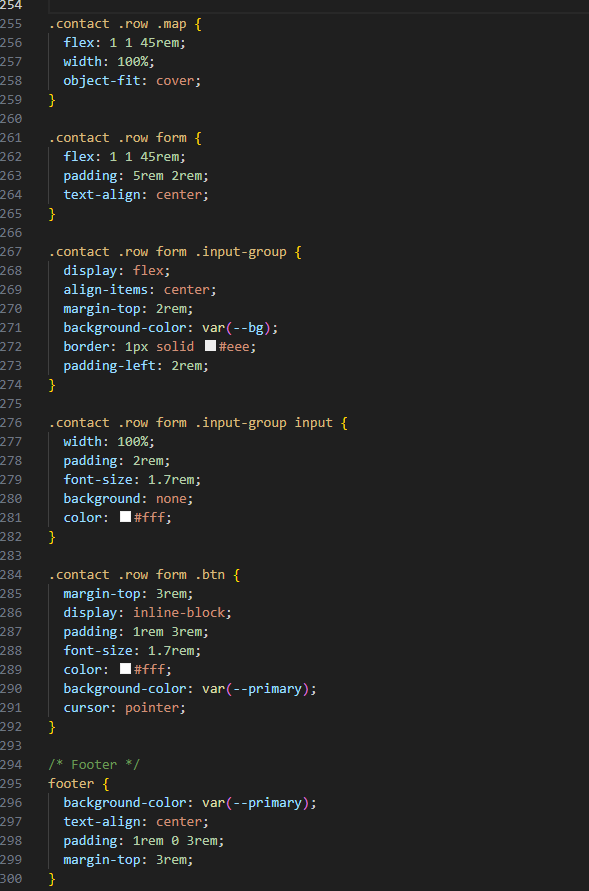 254
255 .contact .row .map {
256   flex: 1 1 45rem;
257   width: 100%;
258   object-fit: cover;
259 }
260
261 .contact .row form {
262   flex: 1 1 45rem;
263   padding: 5rem 2rem;
264   text-align: center;
265 }
266
267 .contact .row form .input-group {
268   display: flex;
269   align-items: center;
270   margin-top: 2rem;
271   background-color: var(--bg);
272   border: 1px solid #eee;
273   padding-left: 2rem;
274 }
275
276 .contact .row form .input-group input {
277   width: 100%;
278   padding: 2rem;
279   font-size: 1.7rem;
280   background: none;
281   color: #fff;
282 }
283
284 .contact .row form .btn {
285   margin-top: 3rem;
286   display: inline-block;
287   padding: 1rem 3rem;
288   font-size: 1.7rem;
289   color: #fff;
290   background-color: var(--primary);
291   cursor: pointer;
292 }
293
294 /* Footer */
295 footer {
296   background-color: var(--primary);
297   text-align: center;
298   padding: 1rem 0 3rem;
299   margin-top: 3rem;
300 }